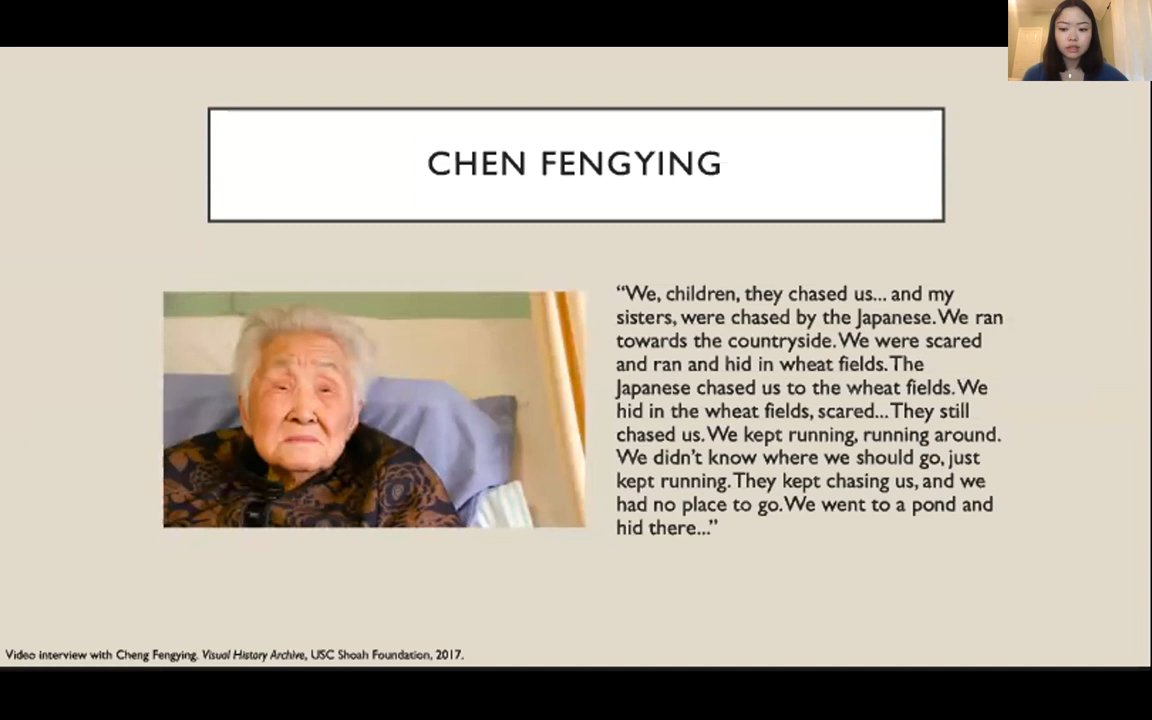 CHEN FENGYING
“We, children, they chased us... and my
sisters, were chased by the Japanese. We ran
towards the countryside. We were scared
and ran and hid in wheat fields. The
Japanese chased us to the wheat fields. We
hid in the wheat fields, scared... They still
chased us. We kept running, running around.
We didn’t know where we should go, just
kept running. They kept chasing us, and we
had no place to go. We went to a pond and
hid there...”
Video interview with Cheng Fengying. Visual History Archive, USC Shoah Foundation, 2017.